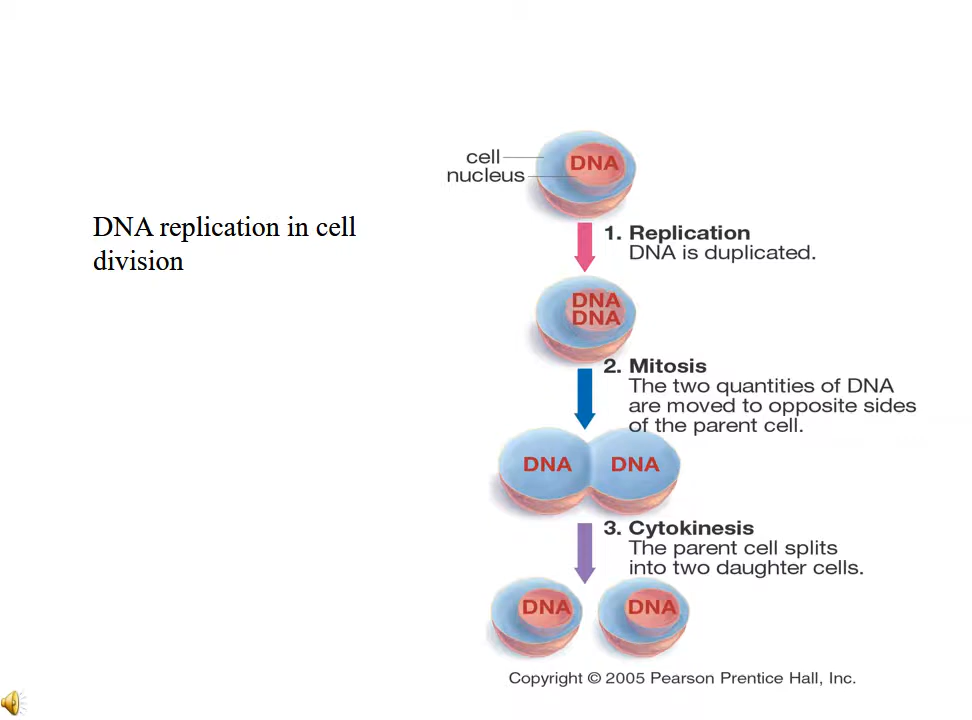 DNA replication in cell
division
cell
nucleus
DNA
1. Replication
DNA is duplicated.
DNA
DNA
2. Mitosis
The two quantities of DNA
are moved to opposite sides
of the parent cell.
DNA DNA
3. Cytokinesis
The parent cell splits
into two daughter cells.
DNA DNA
Copyright © 2005 Pearson Prentice Hall, Inc.